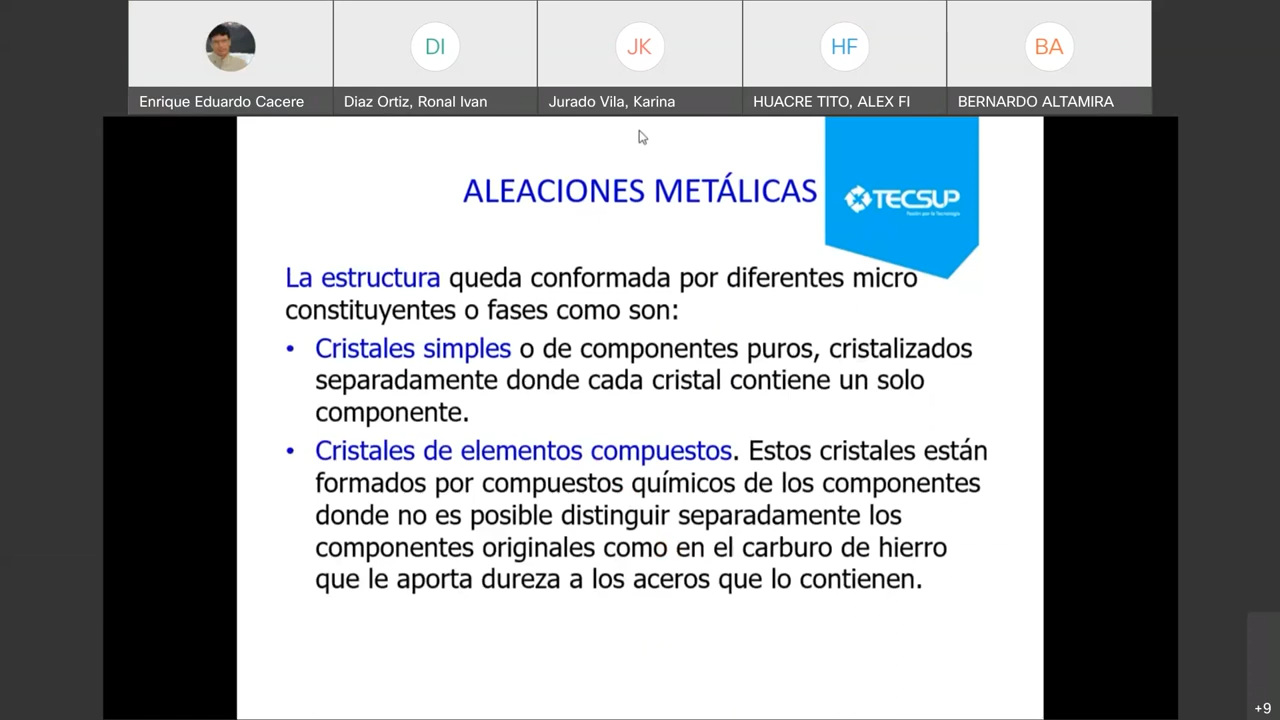 DI
JK
HF
BA
Enrique Eduardo Cacere
Diaz Ortiz, Ronal Ivan
Jurado Vila, Karina
HUACRE TITO, ALEX FI
BERNARDO ALTAMIRA
ALEACIONES METÁLICAS
TECSUP
Pasión por la Tecnología
La estructura queda conformada por diferentes micro
constituyentes o fases como son:
• Cristales simples o de componentes puros, cristalizados
separadamente donde cada cristal contiene un solo
componente.
• Cristales de elementos compuestos. Estos cristales están
formados por compuestos químicos de los componentes
donde no es posible distinguir separadamente los
componentes originales como en el carburo de hierro
que le aporta dureza a los aceros que lo contienen.
+9